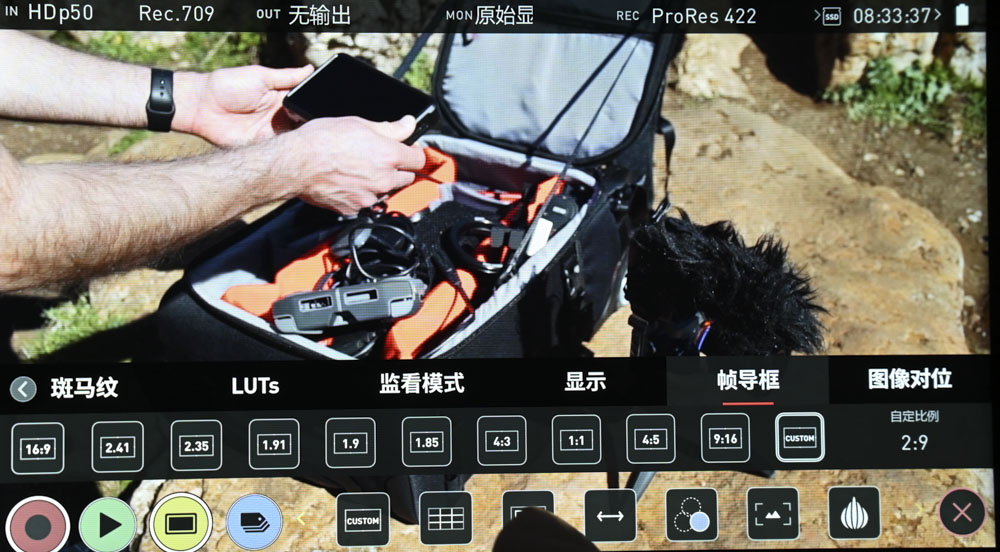 IN HDp50 Rec.709 OUT 无输出 MON 原始显 REC ProRes 422 SSD 08:33:37
斑马纹 LUTs 监看模式 显示 帧导框 图像对位
16:9 2.41 2.35 1.91 1.9 1.85 4:3 1:1 4:5 9:16 CUSTOM 自定比例
2:9
CUSTOM